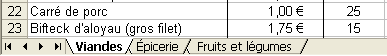 22 Carré de porc 1,00 € 25
23 Bifteck d'aloyau (gros filet) 1,75 € 15
Viandes Épicerie Fruits et légumes